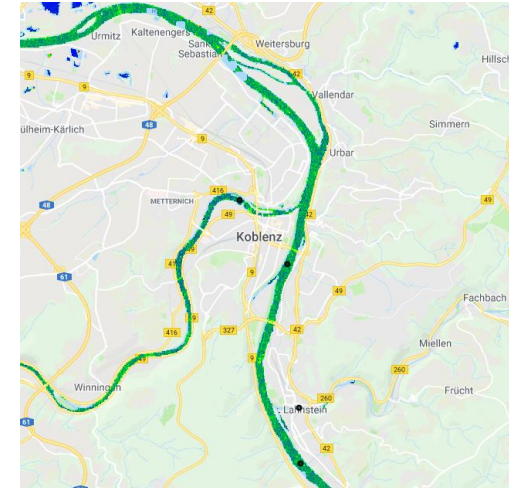 42
Urmitz
Kaltenengers
Sankt
Sebastian
Weitersburg
42
Hillsch
9
9
Vallendar
ülheim-Kärlich
48
Simmern
9
Urbar
416
METTERNICH
49
48
49
42
Koblenz
9
61
49
Fachbach
9
416
327
42
Miellen
9
260
Winningen
Frücht
260
Lahnstein
61
42